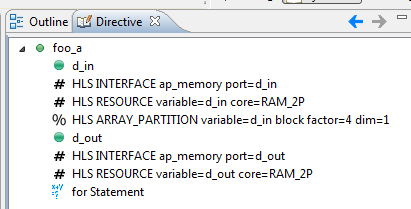 Outline Directive
foo_a
d_in
# HLS INTERFACE ap_memory port=d_in
# HLS RESOURCE variable=d_in core=RAM_2P
% HLS ARRAY_PARTITION variable=d_in block factor=4 dim=1
d_out
# HLS INTERFACE ap_memory port=d_out
# HLS RESOURCE variable=d_out core=RAM_2P
for Statement